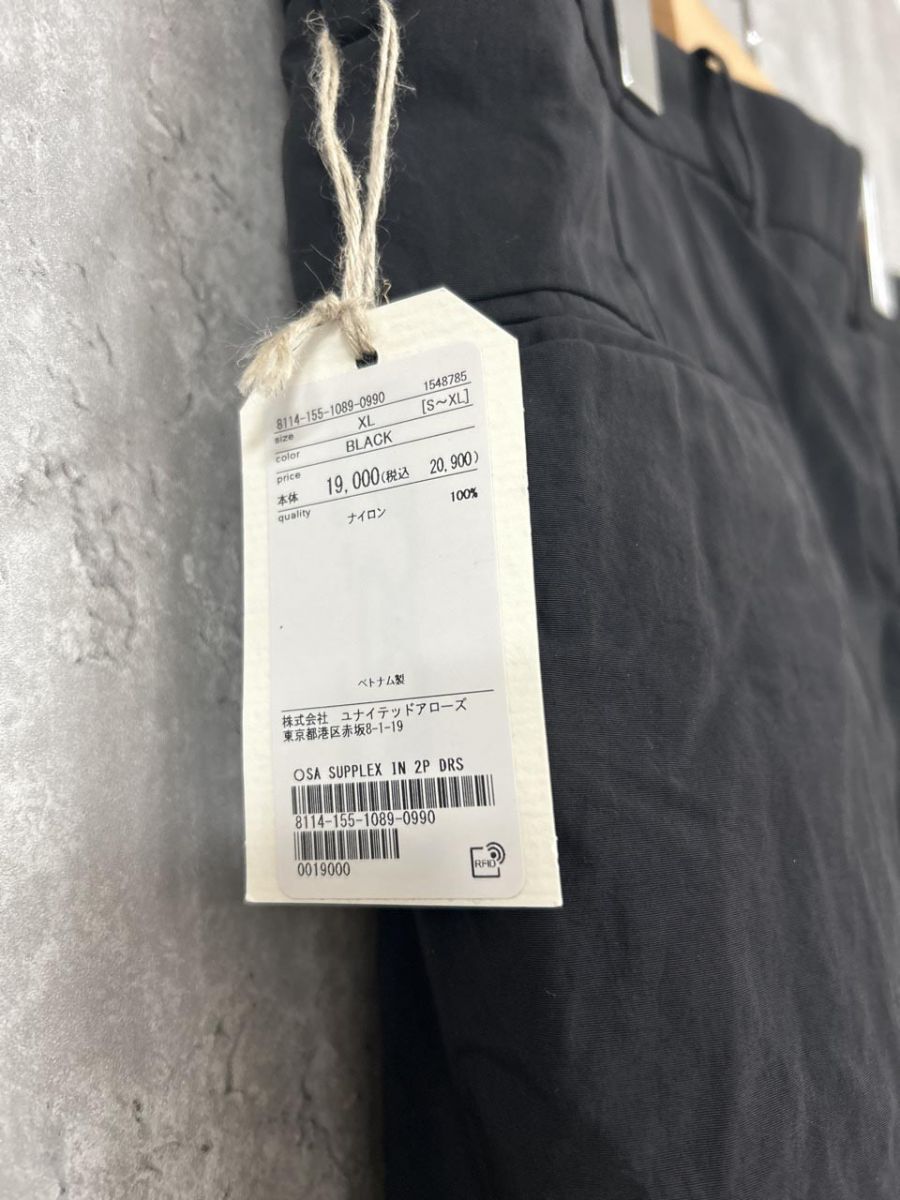 8114-155-1089-0990 1548785
size XL [S～XL]
color BLACK
price
本体 19,000(税込 20,900)
quality ナイロン 100%
ベトナム製
株式会社 ユナイテッドアローズ
東京都港区赤坂8-1-19
○SA SUPPLEX IN 2P DRS
8114-155-1089-0990
0019000
RFID